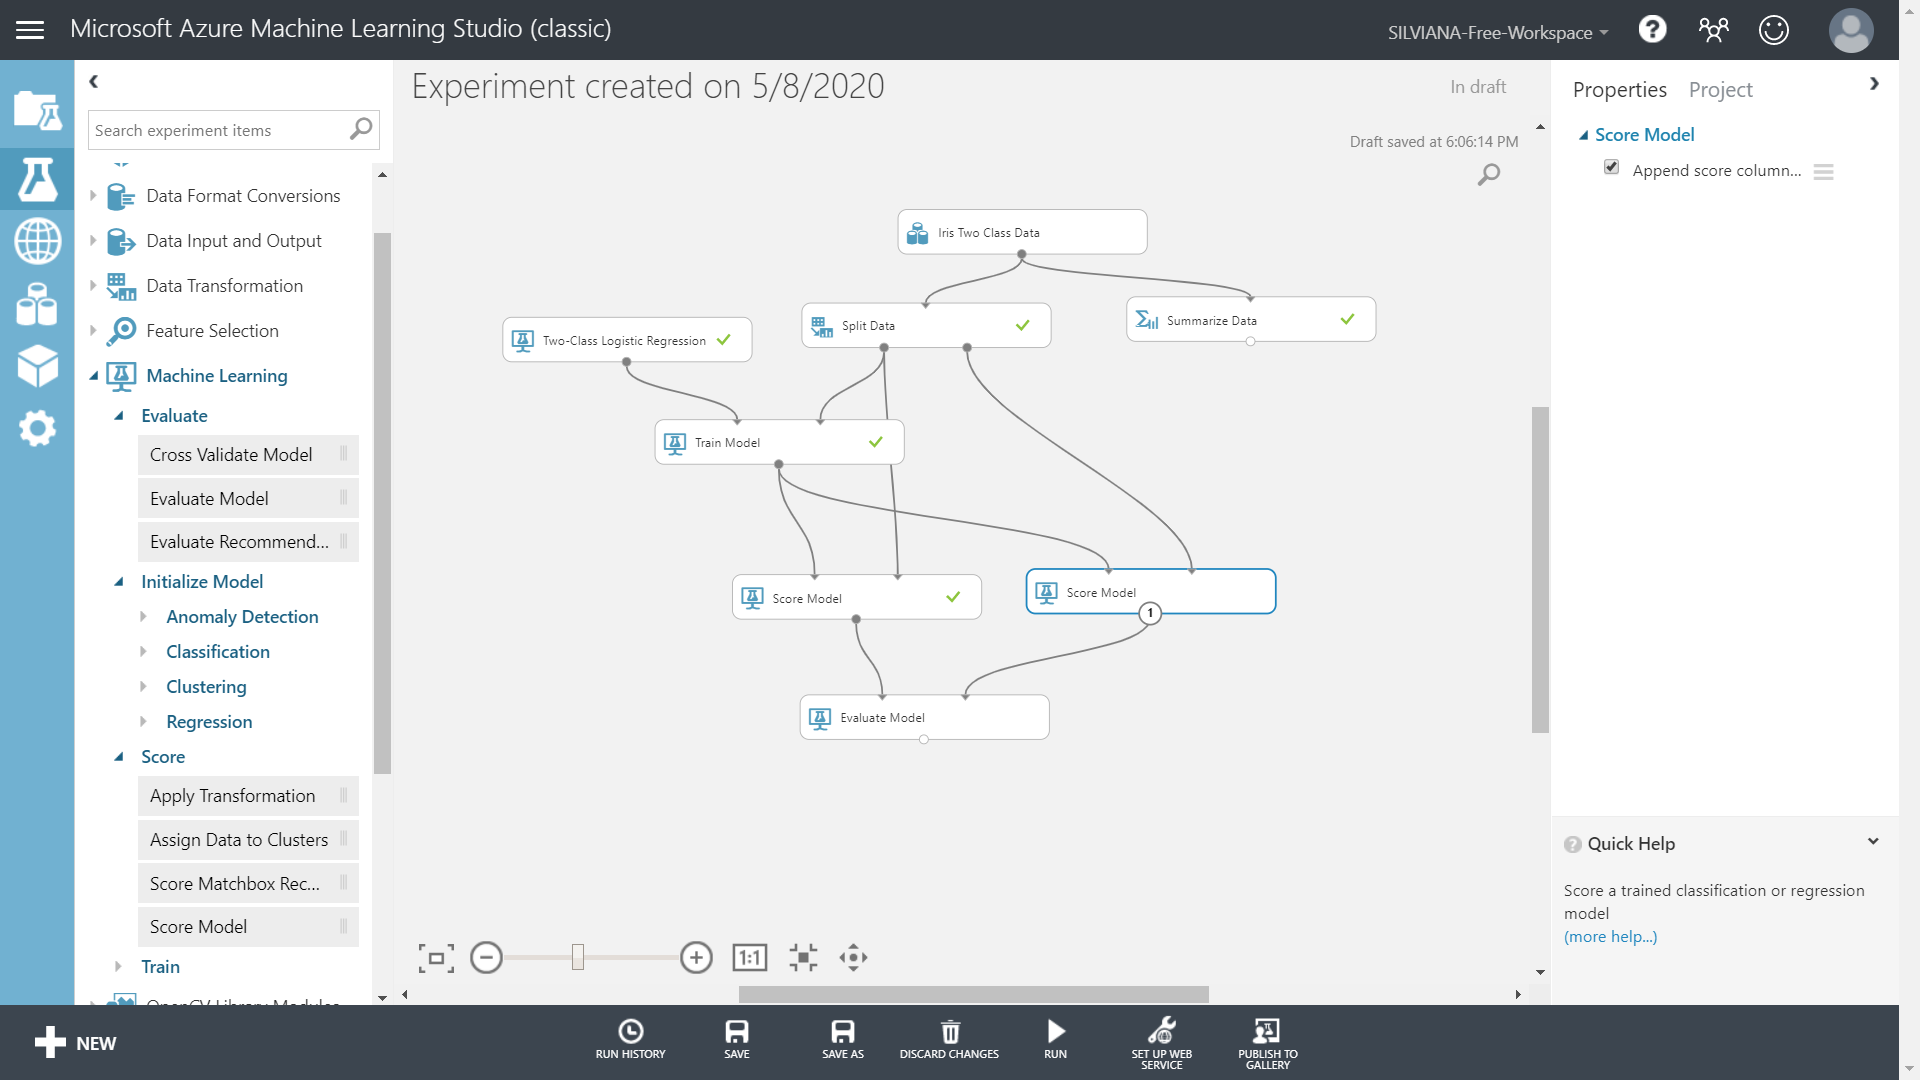 Microsoft Azure Machine Learning Studio (classic)
SILVIANA-Free-Workspace
?
Search experiment items
Data Format Conversions
Data Input and Output
Data Transformation
Feature Selection
Machine Learning
Evaluate
Cross Validate Model
Evaluate Model
Evaluate Recommend...
Initialize Model
Anomaly Detection
Classification
Clustering
Regression
Score
Apply Transformation
Assign Data to Clusters
Score Matchbox Rec...
Score Model
Train
OpenCV Library Modules
Experiment created on 5/8/2020
In draft
Draft saved at 6:06:14 PM
Iris Two Class Data
Split Data
Summarize Data
Two-Class Logistic Regression
Train Model
Score Model
Score Model
1
Evaluate Model
1:1
Properties Project
Score Model
Append score column...
? Quick Help
Score a trained classification or regression
model
(more help...)
NEW
RUN HISTORY
SAVE
SAVE AS
DISCARD CHANGES
RUN
SET UP WEB
SERVICE
PUBLISH TO
GALLERY